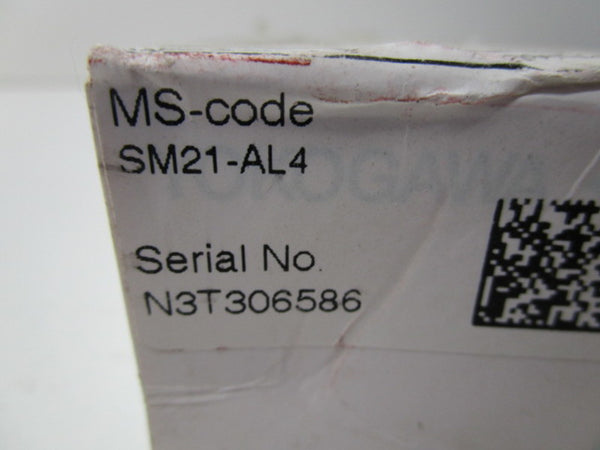 MS-code
SM21-AL4
YOKOGAWA
Serial No.
N3T306586